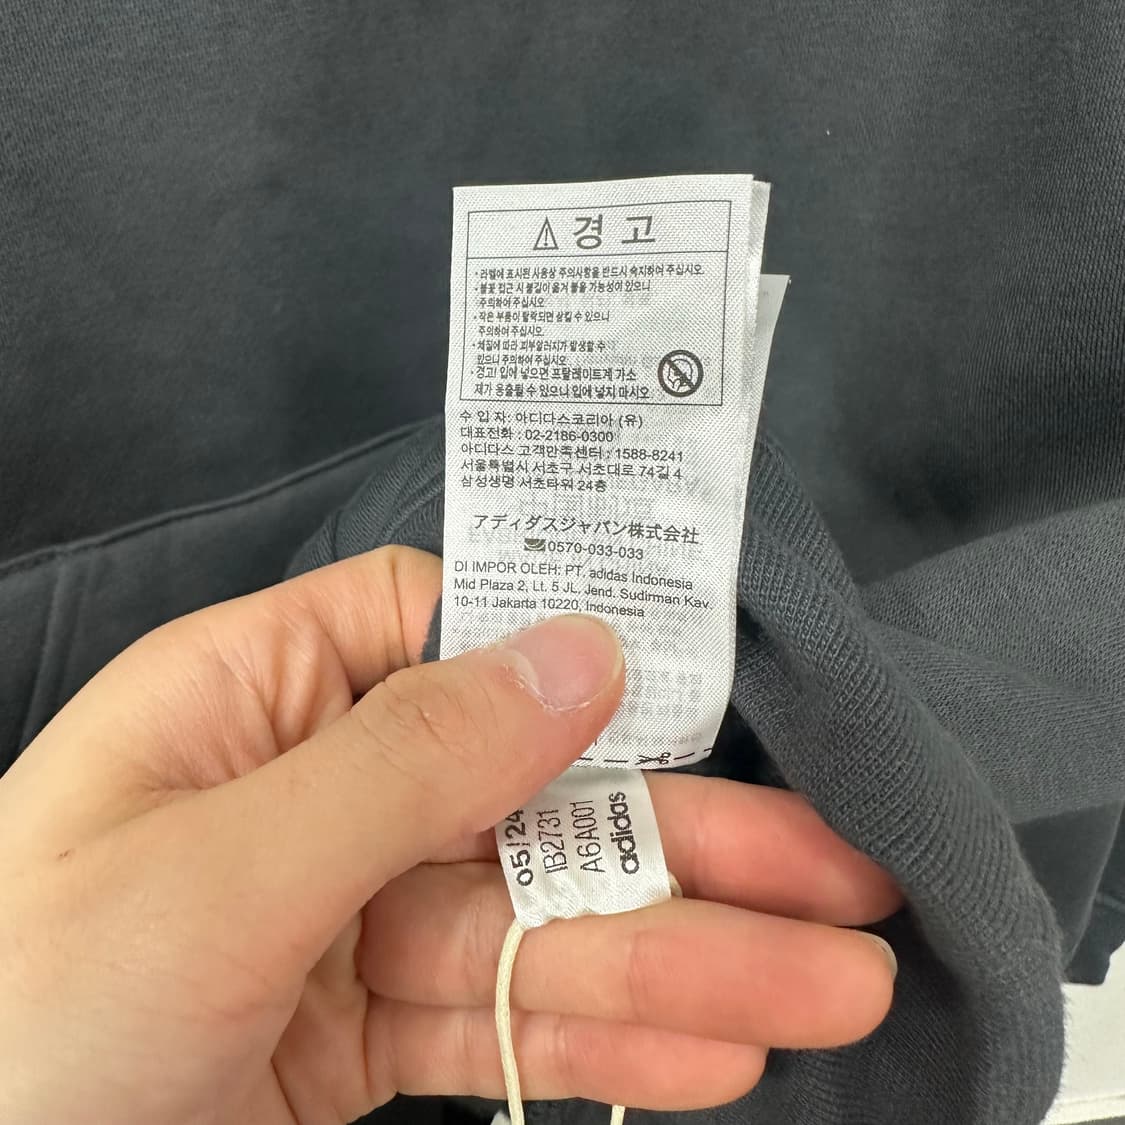 경 고
· 라벨에 표시된 사용상 주의사항을 반드시 숙지하여 주십시오.
· 불꽃 접근 시 불길이 옮겨 붙을 가능성이 있으니
주의하여 주십시오
· 작은 부품이 탈락되면 삼킬 수 있으니
주의하여 주십시오.
· 체질에 따라 피부알러지가 발생할 수
있으니 주의하여 주십시오
· 경고! 입에 넣으면 프탈레이트계 가소
제가 용출될 수 있으니 입에 넣지 마시오
수 입 자: 아디다스코리아 (유)
대표전화 : 02-2186-0300
아디다스 고객만족센터 : 1588-8241
서울특별시 서초구 서초대로 74길 4
삼성생명 서초타워 24층
アディダスジャパン株式会社
0570-033-033
DI IMPOR OLEH: PT. adidas Indonesia
Mid Plaza 2, Lt. 5 JL. Jend. Sudirman Kav.
10-11 Jakarta 10220, Indonesia
05/24
IB2731
A6A001
adidas